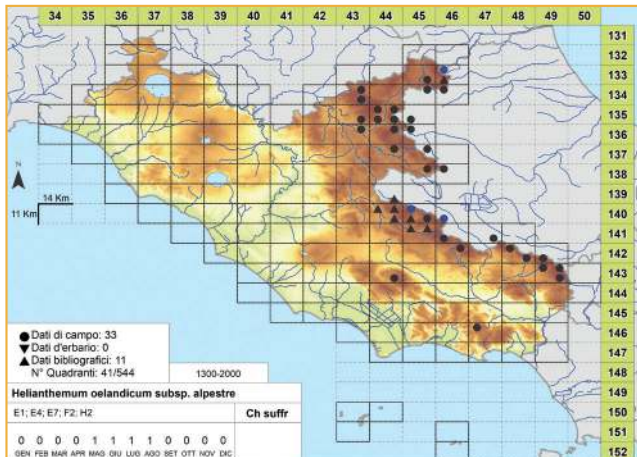 34 35 36 37 38 39 40 41 42 43 44 45 46 47 48 49 50
131
132
133
134
135
136
137
138
139
140
141
142
143
144
145
146
147
148
149
150
151
152
N
14 Km
11 Km
Dati di campo: 33
Dati d'erbario: 0
Dati bibliografici: 11
N° Quadranti: 41/544
1300-2000
Helianthemum oelandicum subsp. alpestre
E1; E4; E7; F2; H2 Ch suffr
0 0 0 0 1 1 1 1 0 0 0 0
GEN FEB MAR APR MAG GIU LUG AGO SET OTT NOV DIC